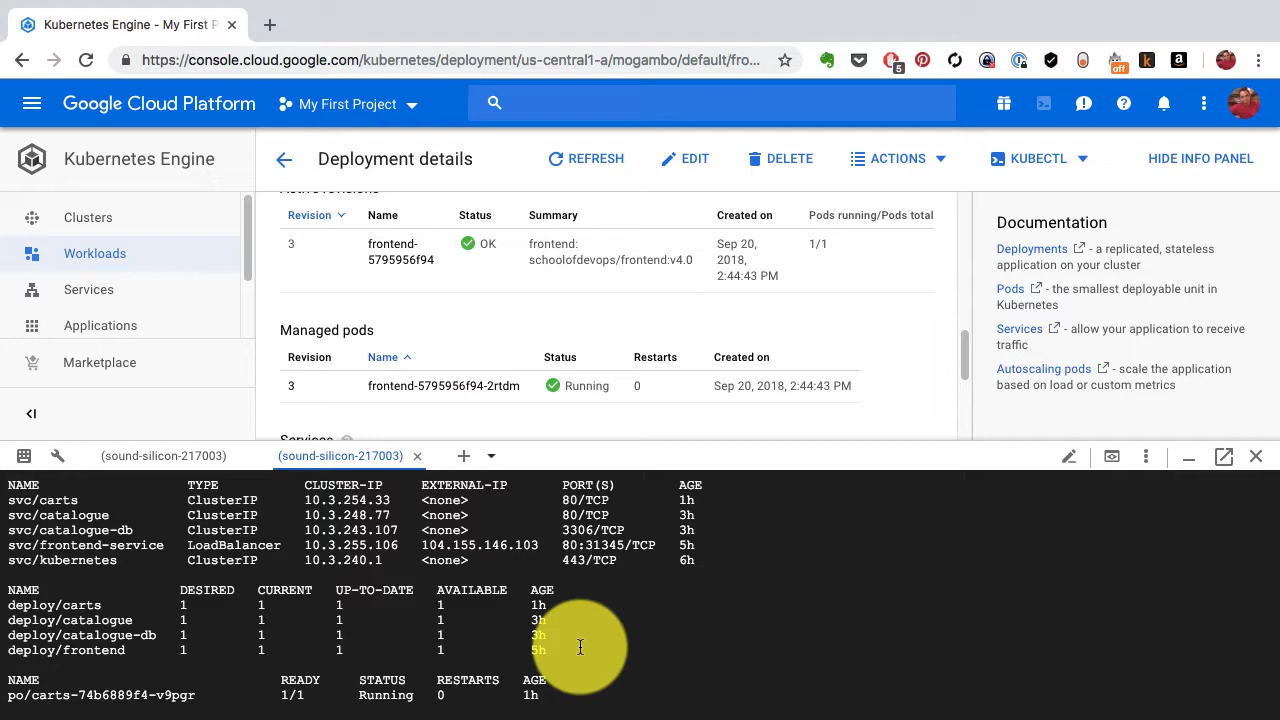 Kubernetes Engine - My First P
https://console.cloud.google.com/kubernetes/deployment/us-central1-a/mogambo/default/fro...
5
off
k
a
Google Cloud Platform
My First Project
Kubernetes Engine
Deployment details
REFRESH
EDIT
DELETE
ACTIONS
KUBECTL
HIDE INFO PANEL
Clusters
Workloads
Services
Applications
Marketplace
Active revisions
Revision Name Status Summary Created on Pods running/Pods total
3 frontend- OK frontend: Sep 20, 1/1
5795956f94 schoolofdevops/frontend:v4.0 2018,
2:44:43 PM
Managed pods
Revision Name Status Restarts Created on
3 frontend-5795956f94-2rtdm Running 0 Sep 20, 2018, 2:44:43 PM
Services
Documentation
Deployments - a replicated, stateless
application on your cluster
Pods - the smallest deployable unit in
Kubernetes
Services - allow your application to receive
traffic
Autoscaling pods - scale the application
based on load or custom metrics
(sound-silicon-217003) (sound-silicon-217003)
NAME TYPE CLUSTER-IP EXTERNAL-IP PORT(S) AGE
svc/carts ClusterIP 10.3.254.33 <none> 80/TCP 1h
svc/catalogue ClusterIP 10.3.248.77 <none> 80/TCP 3h
svc/catalogue-db ClusterIP 10.3.243.107 <none> 3306/TCP 3h
svc/frontend-service LoadBalancer 10.3.255.106 104.155.146.103 80:31345/TCP 5h
svc/kubernetes ClusterIP 10.3.240.1 <none> 443/TCP 6h
NAME DESIRED CURRENT UP-TO-DATE AVAILABLE AGE
deploy/carts 1 1 1 1 1h
deploy/catalogue 1 1 1 1 3h
deploy/catalogue-db 1 1 1 1 3h
deploy/frontend 1 1 1 1 5h
NAME READY STATUS RESTARTS AGE
po/carts-74b6889f4-v9pgr 1/1 Running 0 1h